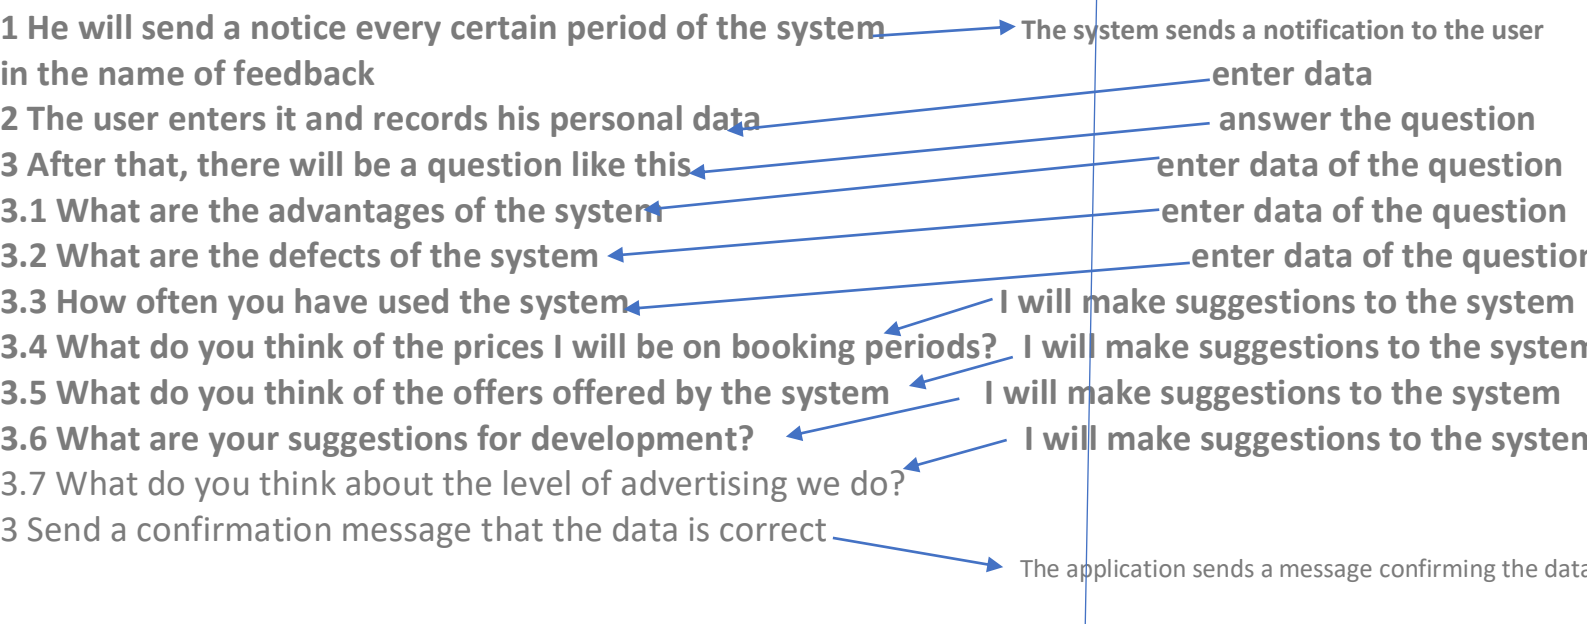 1 He will send a notice every certain period of the system
The system sends a notification to the user
in the name of feedback
enter data
2 The user enters it and records his personal data
answer the question
3 After that, there will be a question like this
enter data of the question
3.1 What are the advantages of the system
enter data of the question
3.2 What are the defects of the system
enter data of the question
3.3 How often you have used the system
I will make suggestions to the system
3.4 What do you think of the prices I will be on booking periods?
I will make suggestions to the system
3.5 What do you think of the offers offered by the system
I will make suggestions to the system
3.6 What are your suggestions for development?
I will make suggestions to the system
3.7 What do you think about the level of advertising we do?
3 Send a confirmation message that the data is correct
The application sends a message confirming the data